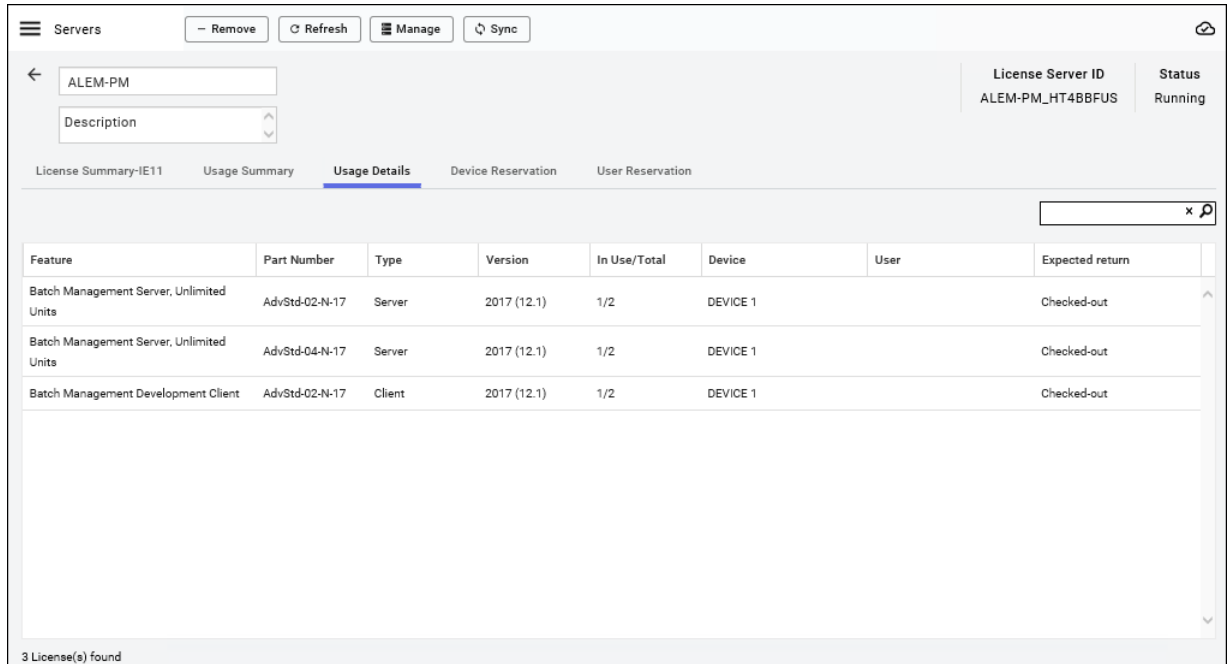 Servers
− Remove
Refresh
Manage
Sync
ALEM-PM
License Server ID
Status
ALEM-PM_HT4BBFUS
Running
Description
License Summary-IE11
Usage Summary
Usage Details
Device Reservation
User Reservation
×
Feature Part Number Type Version In Use/Total Device User Expected return
Batch Management Server, Unlimited
Units
AdvStd-02-N-17 Server 2017 (12.1) 1/2 DEVICE 1 Checked-out
Batch Management Server, Unlimited
Units
AdvStd-04-N-17 Server 2017 (12.1) 1/2 DEVICE 1 Checked-out
Batch Management Development Client AdvStd-02-N-17 Client 2017 (12.1) 1/2 DEVICE 1 Checked-out
3 License(s) found